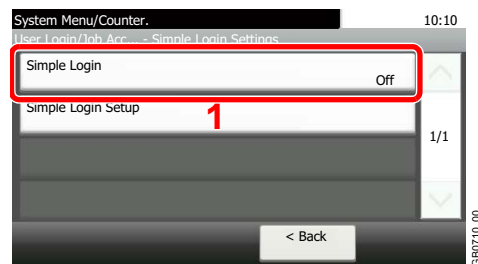 System Menu/Counter.
10:10
User Login/Job Acc... - Simple Login Settings
Simple Login
Off
Simple Login Setup
1
1/1
< Back
GB0710_00